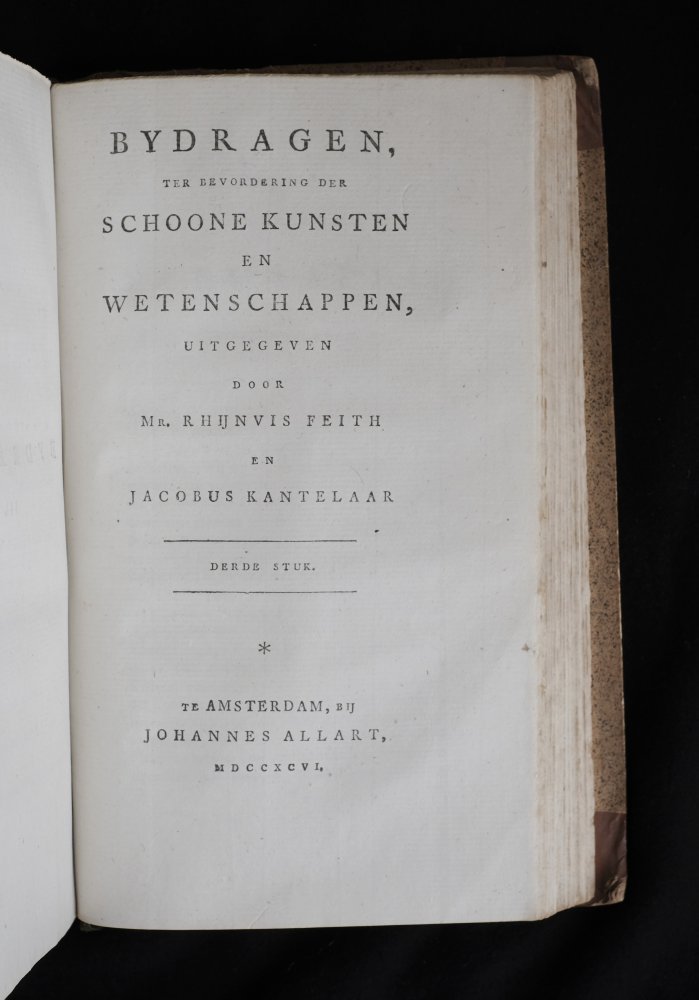 BYDRAGEN,
TER BEVORDERING DER
SCHOONE KUNSTEN
EN
WETENSCHAPPEN,
UITGEGEVEN
DOOR
MR. RHIJNVIS FEITH
EN
JACOBUS KANTELAAR
DERDE STUK.
*
TE AMSTERDAM, BIJ
JOHANNES ALLART,
MDCCXCVI.